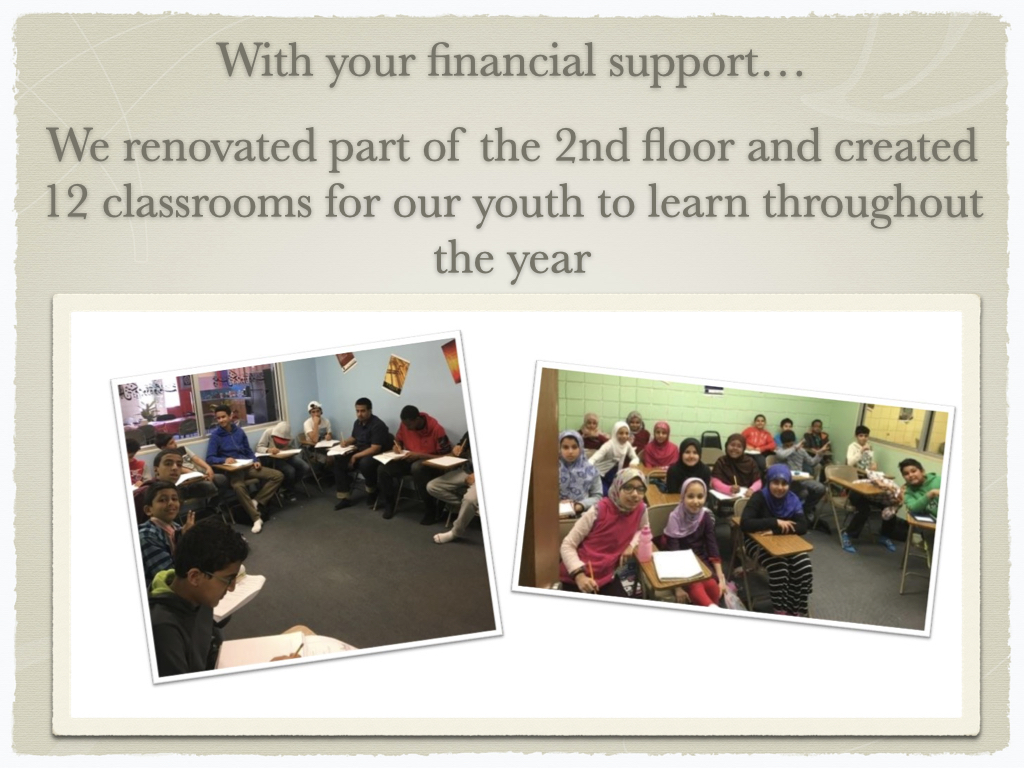 With your financial support…
We renovated part of the 2nd floor and created
12 classrooms for our youth to learn throughout
the year